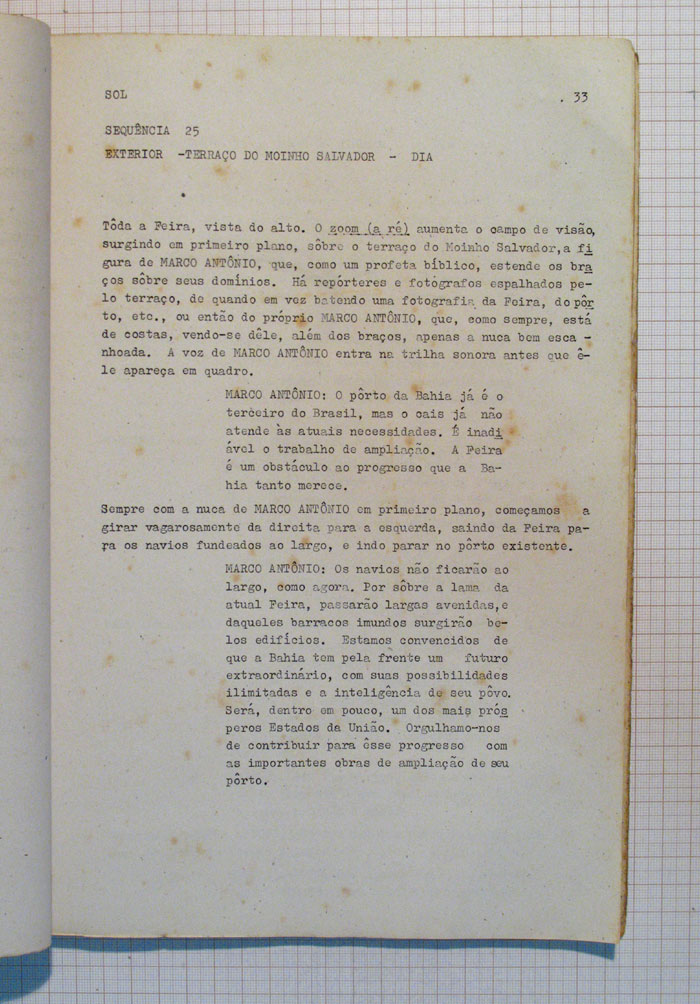 SOL . 33
SEQUÊNCIA 25
EXTERIOR -TERRAÇO DO MOINHO SALVADOR - DIA
Tôda a Feira, vista do alto. O zoom (a ré) aumenta o campo de visão,
surgindo em primeiro plano, sôbre o terraço do Moinho Salvador,a fi
gura de MARCO ANTÔNIO, que, como um profeta bíblico, estende os bra
ços sôbre seus domínios. Há repórteres e fotógrafos espalhados pe-
lo terraço, de quando em vez batendo uma fotografia da Feira, do pôr
to, etc., ou então do próprio MARCO ANTÔNIO, que, como sempre, está
de costas, vendo-se dêle, além dos braços, apenas a nuca bem esca -
nhoada. A voz de MARCO ANTÔNIO entra na trilha sonora antes que ê-
le apareça em quadro.
MARCO ANTÔNIO: O pôrto da Bahia já é o
terceiro do Brasil, mas o cais já não
atende às atuais necessidades. É inadi
ável o trabalho de ampliação. A Feira
é um obstáculo ao progresso que a Ba-
hia tanto merece.
Sempre com a nuca de MARCO ANTÔNIO em primeiro plano, começamos a
girar vagarosamente da direita para a esquerda, saindo da Feira pa-
ra os navios fundeados ao largo, e indo parar no pôrto existente.
MARCO ANTÔNIO: Os navios não ficarão ao
largo, como agora. Por sôbre a lama da
atual Feira, passarão largas avenidas,e
daqueles barracos imundos surgirão be-
los edifícios. Estamos convencidos de
que a Bahia tem pela frente um futuro
extraordinário, com suas possibilidades
ilimitadas e a inteligência de seu pôvo.
Será, dentro em pouco, um dos mais prós
peros Estados da União. Orgulhamo-nos
de contribuir para êsse progresso com
as importantes obras de ampliação de seu
pôrto.